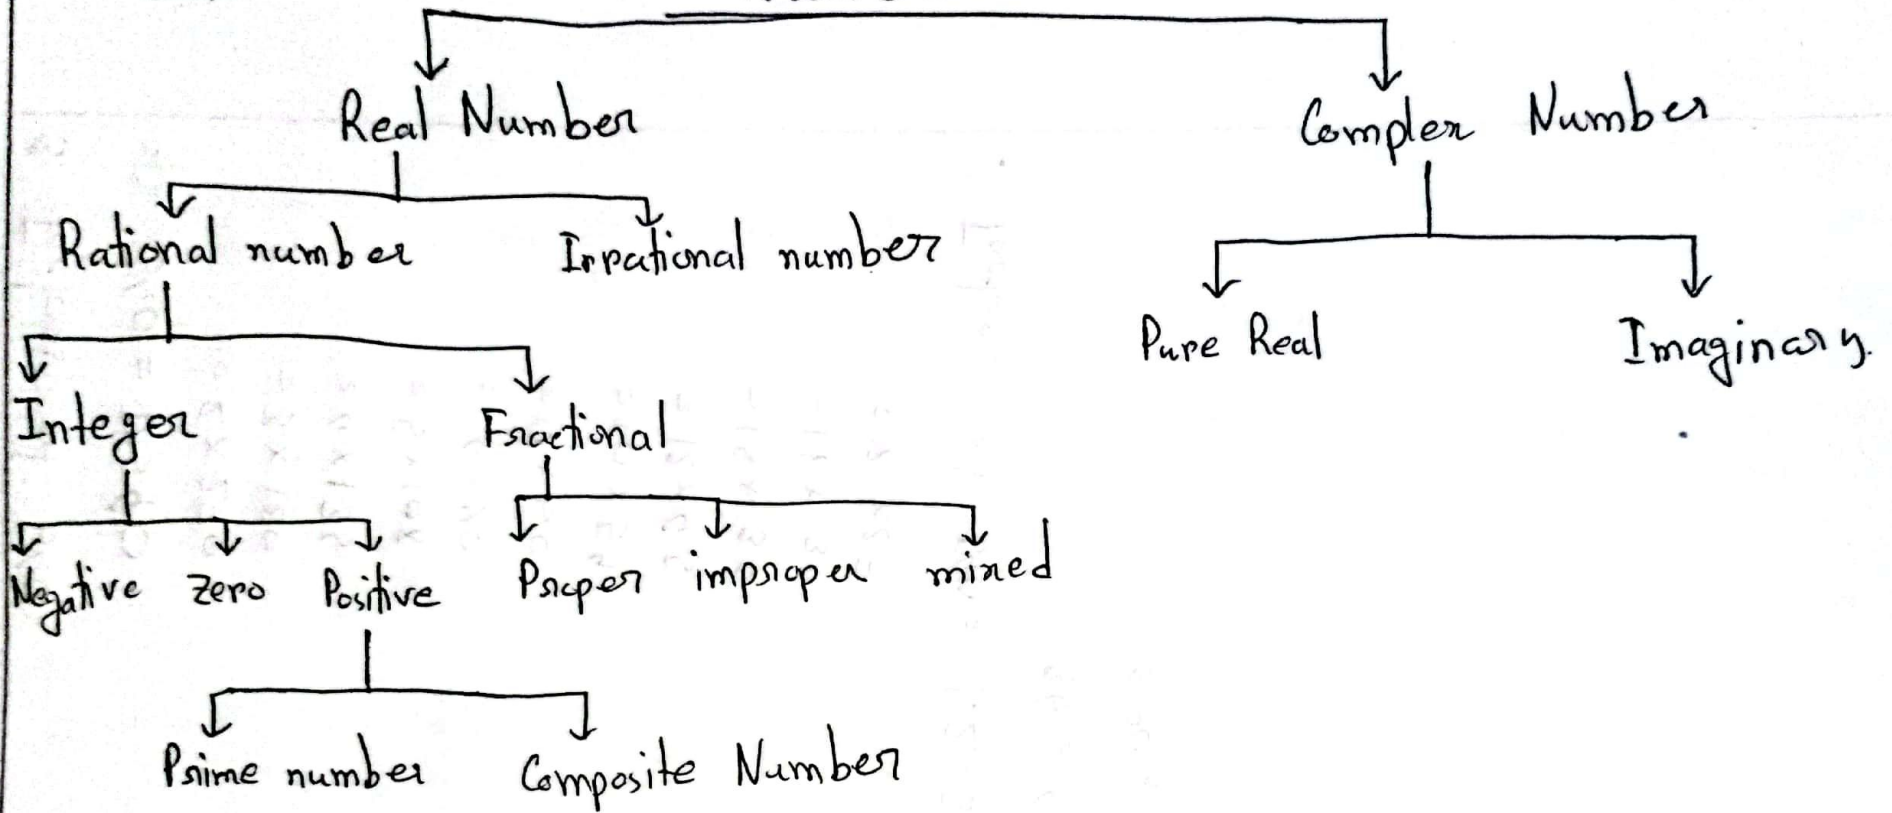 Real Number
Complex Number
Rational number
Irrational number
Pure Real
Imaginary.
Integer
Fractional
Negative zero Positive
Proper improper mixed
Prime number
Composite Number